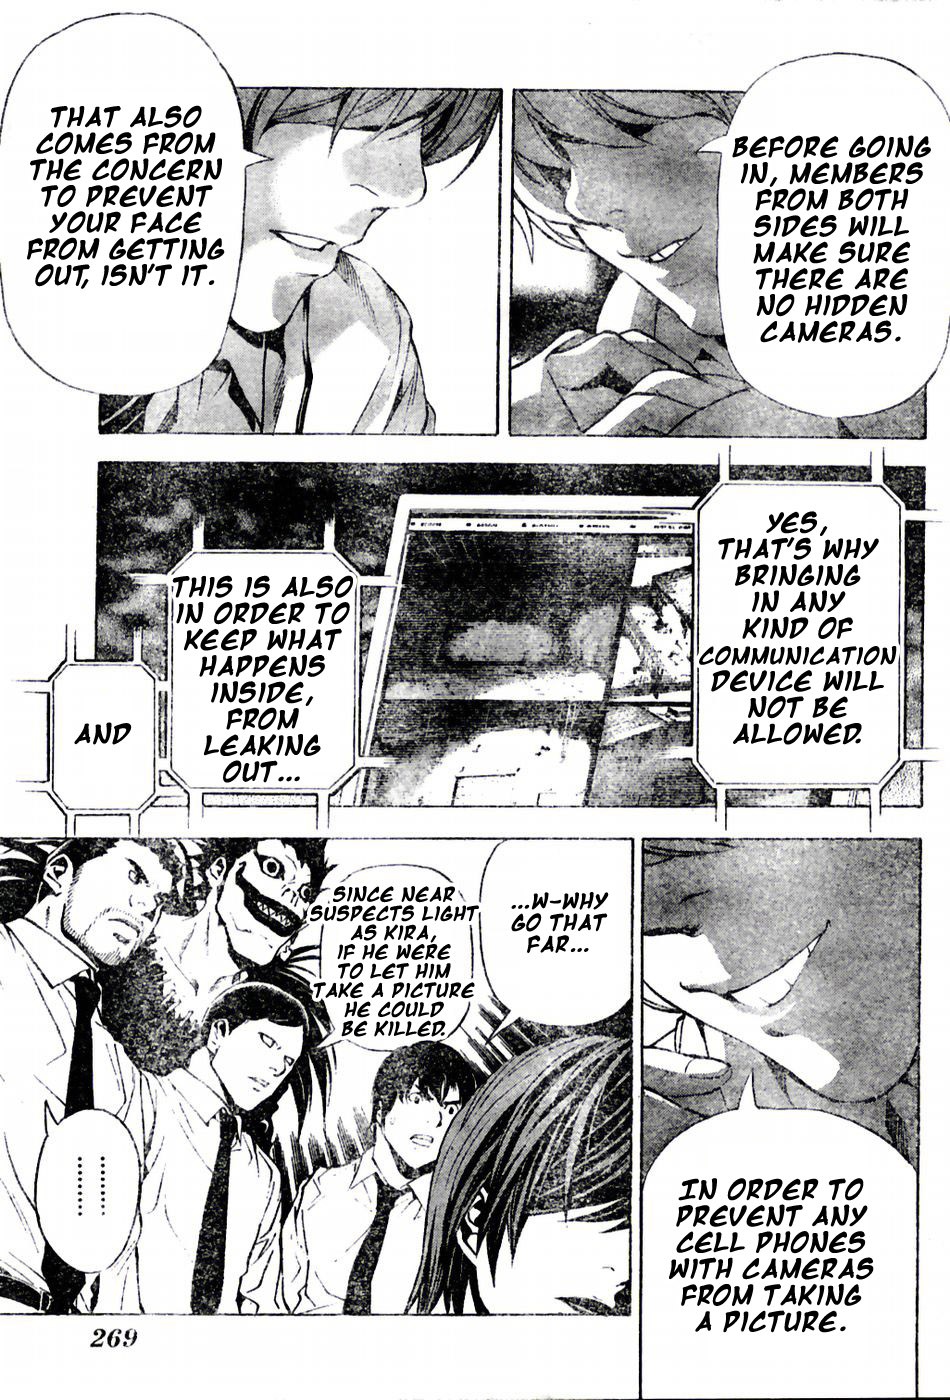 BEFORE GOING
IN, MEMBERS
FROM BOTH
SIDES WILL
MAKE SURE
THERE ARE
NO HIDDEN
CAMERAS.
THAT ALSO
COMES FROM
THE CONCERN
TO PREVENT
YOUR FACE
FROM GETTING
OUT, ISN'T IT.
YES,
THAT'S WHY
BRINGING
IN ANY
KIND OF
COMMUNICATION
DEVICE WILL
NOT BE
ALLOWED.
THIS IS ALSO
IN ORDER TO
KEEP WHAT
HAPPENS
INSIDE,
FROM
LEAKING
OUT...
AND
IN ORDER TO
PREVENT ANY
CELL PHONES
WITH CAMERAS
FROM TAKING
A PICTURE.
...W-WHY
GO THAT
FAR...
SINCE NEAR
SUSPECTS LIGHT
AS KIRA,
IF HE WERE
TO LET HIM
TAKE A PICTURE
HE COULD
BE KILLED.
............
269